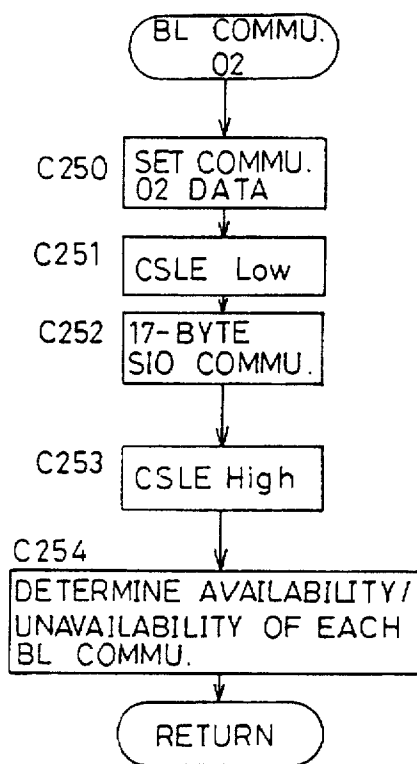 BL COMMU.
02
C250
SET COMMU.
02 DATA
C251
CSLE Low
C252
17-BYTE
SIO COMMU.
C253
CSLE High
C254
DETERMINE AVAILABILITY/
UNAVAILABILITY OF EACH
BL COMMU.
RETURN